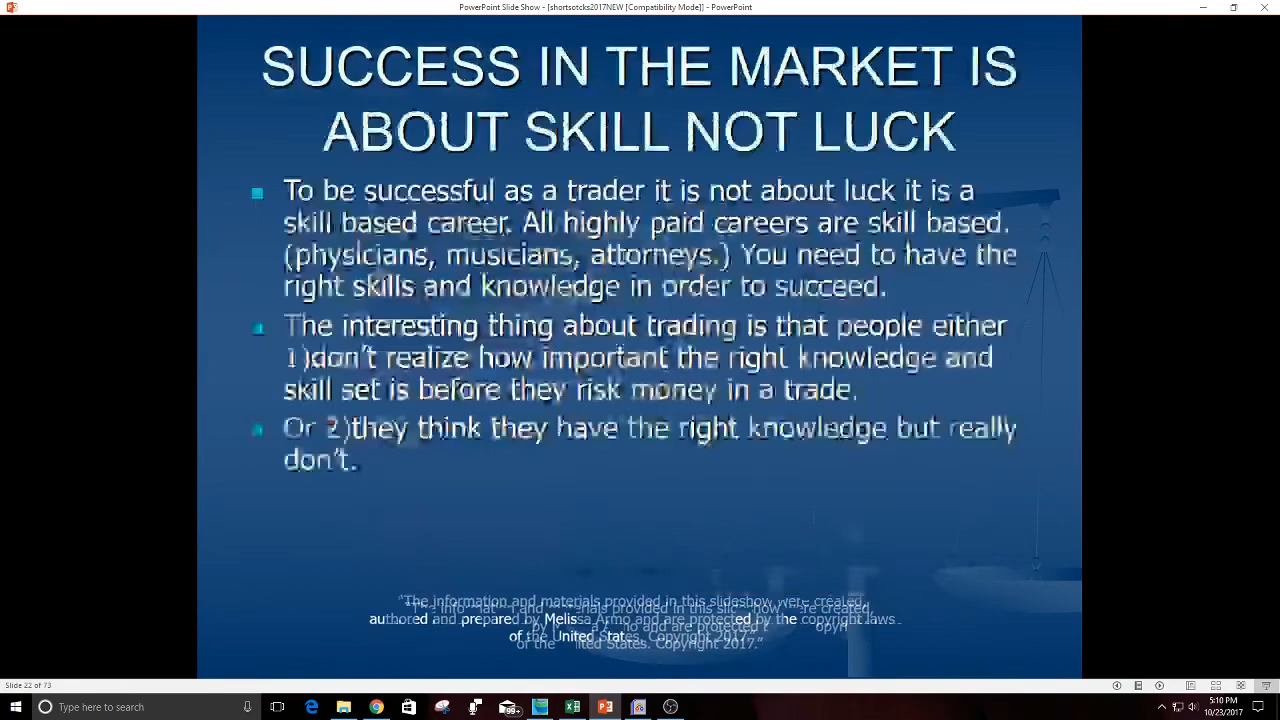 PowerPoint Slide Show - [shortsotcks2017NEW [Compatibility Mode]] - PowerPoint
SUCCESS IN THE MARKET IS
ABOUT SKILL NOT LUCK
To be successful as a trader it is not about luck it is a
skill based career. All highly paid careers are skill based.
(physicians, musicians, attorneys.) You need to have the
right skills and knowledge in order to succeed.
The interesting thing about trading is that people either
1)don't realize how important the right knowledge and
skill set is before they risk money in a trade.
Or 2)they think they have the right knowledge but really
don't.
"The information and materials provided in this slideshow were created,
authored and prepared by Melissa Armo and are protected by the copyright laws
of the United States. Copyright 2017."
Slide 22 of 73
Type here to search
99+
5:10 PM
10/23/2017